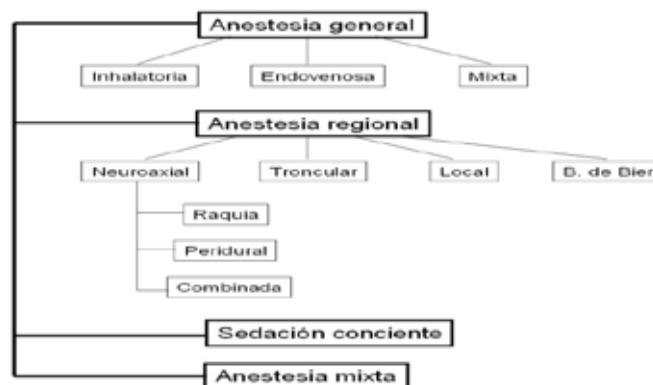 Anestesia general
Inhalatoria Endovenosa Mixta
Anestesia regional
Neuroaxial Troncular Local B. de Bier
Raquia
Peridural
Combinada
Sedación conciente
Anestesia mixta